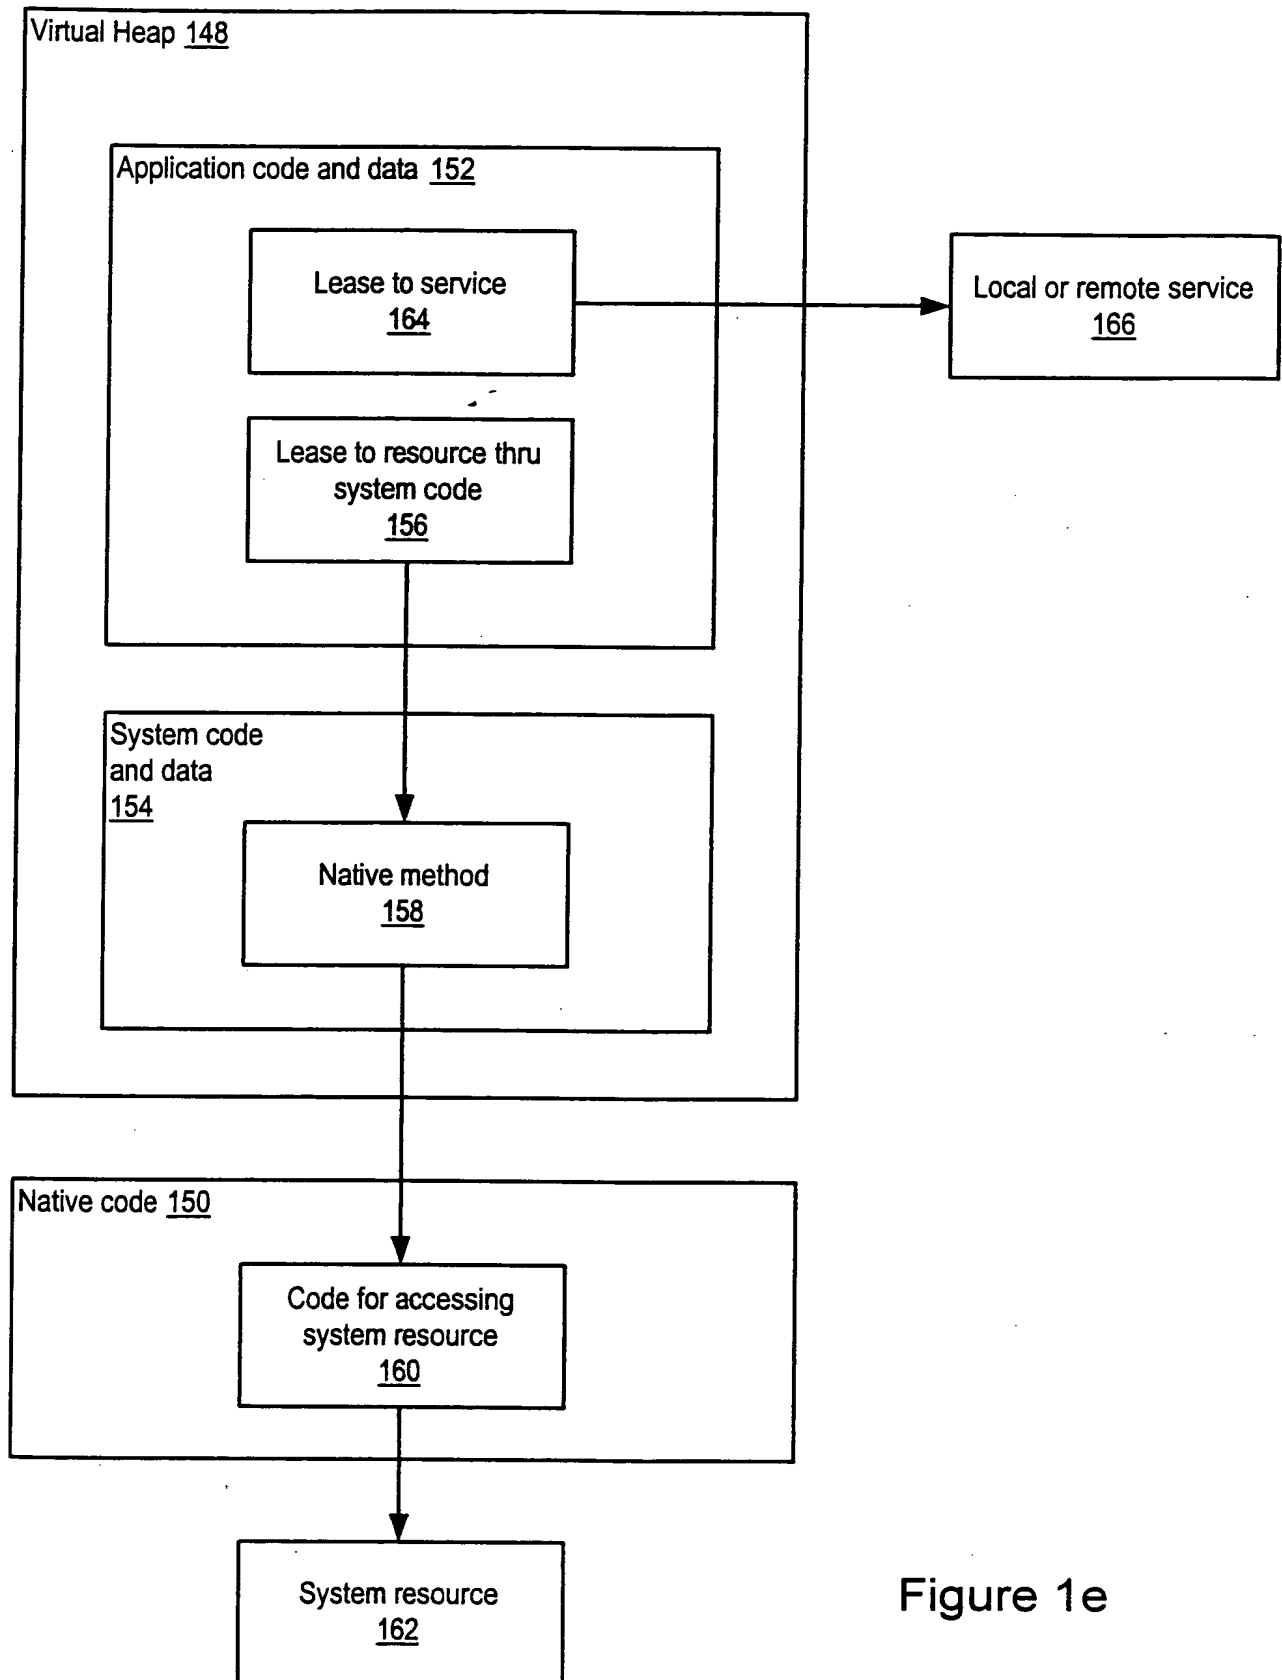 Virtual Heap 148
Application code and data 152
Lease to service
164
Local or remote service
166
Lease to resource thru
system code
156
System code
and data
154
Native method
158
Native code 150
Code for accessing
system resource
160
System resource
162
Figure 1e